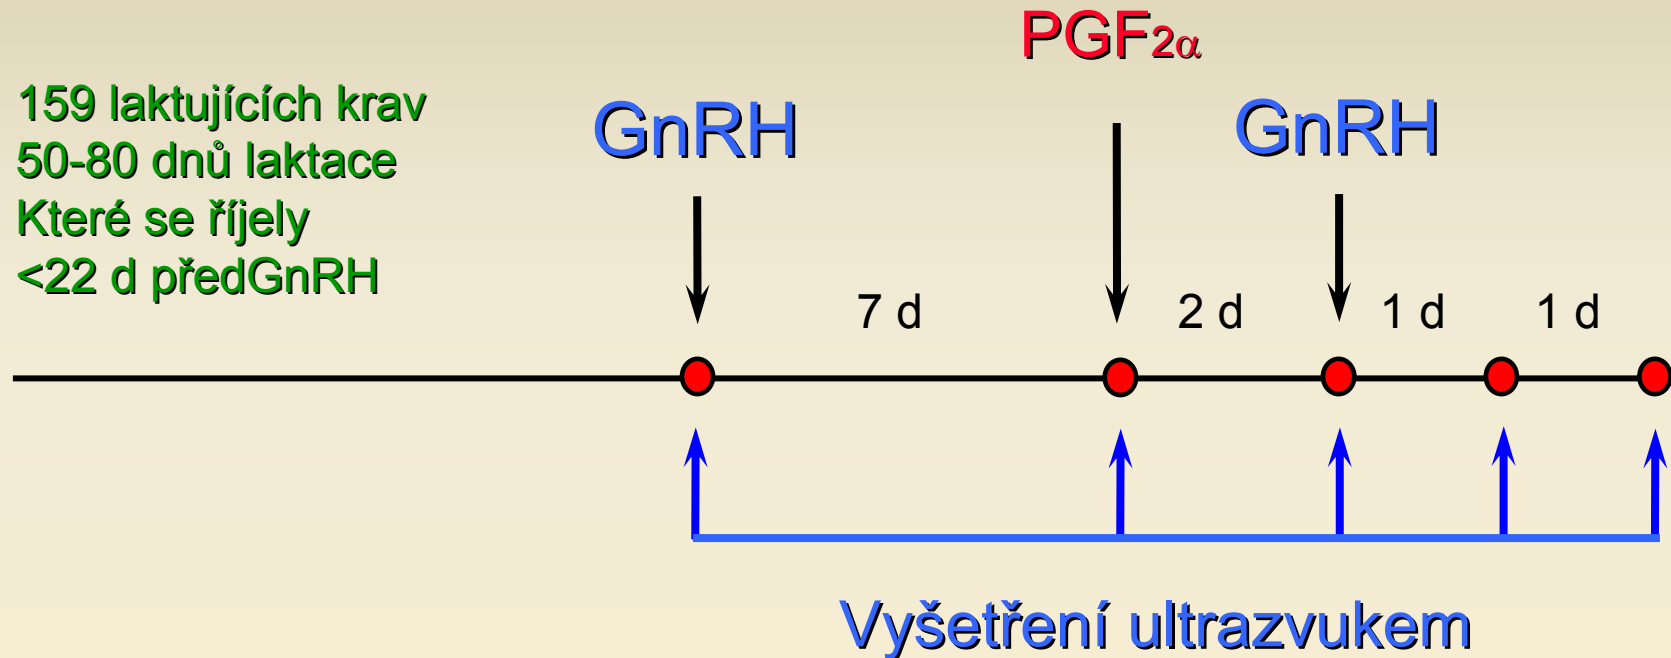 PGF2α
159 laktujících krav
50-80 dnů laktace
Které se říjely
<22 d předGnRH
GnRH
GnRH
7 d
2 d
1 d
1 d
Vyšetření ultrazvukem